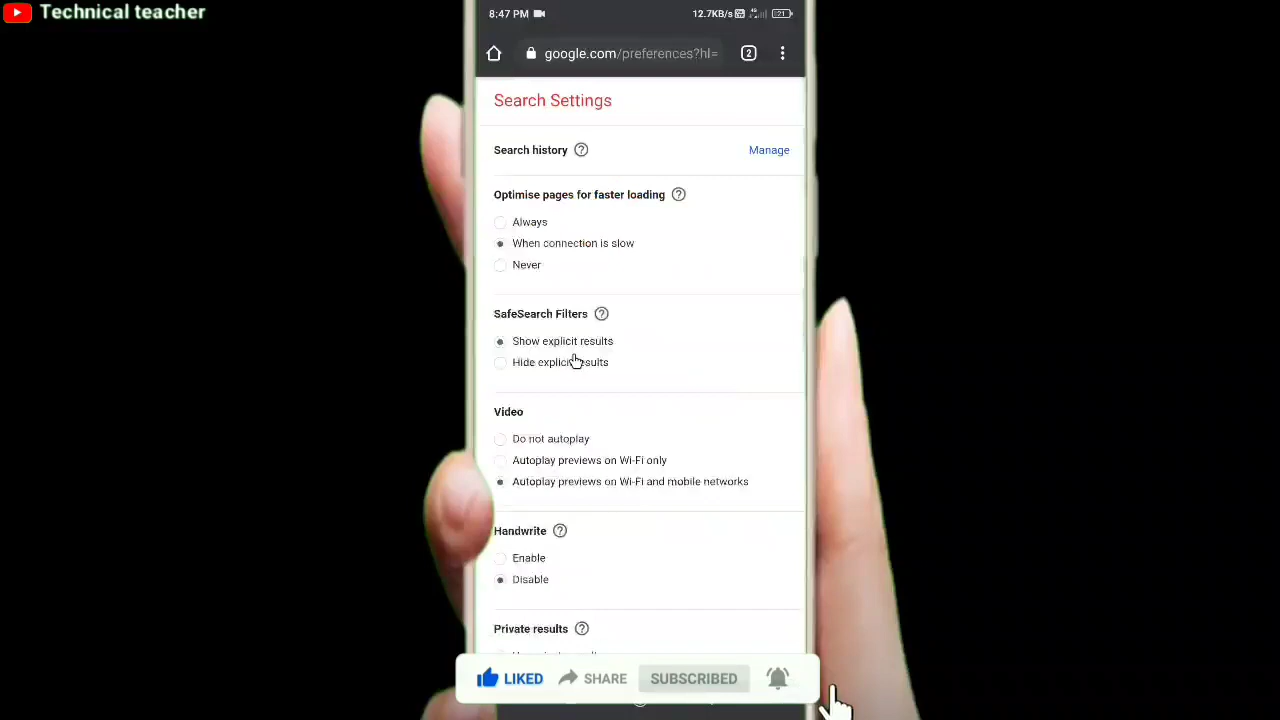 Technical teacher
8:47 PM
12.7KB/s 21
google.com/preferences?hl= 2
Search Settings
Search history Manage
Optimise pages for faster loading
Always
When connection is slow
Never
SafeSearch Filters
Show explicit results
Hide explicit results
Video
Do not autoplay
Autoplay previews on Wi-Fi only
Autoplay previews on Wi-Fi and mobile networks
Handwrite
Enable
Disable
Private results
LIKED SHARE SUBSCRIBED